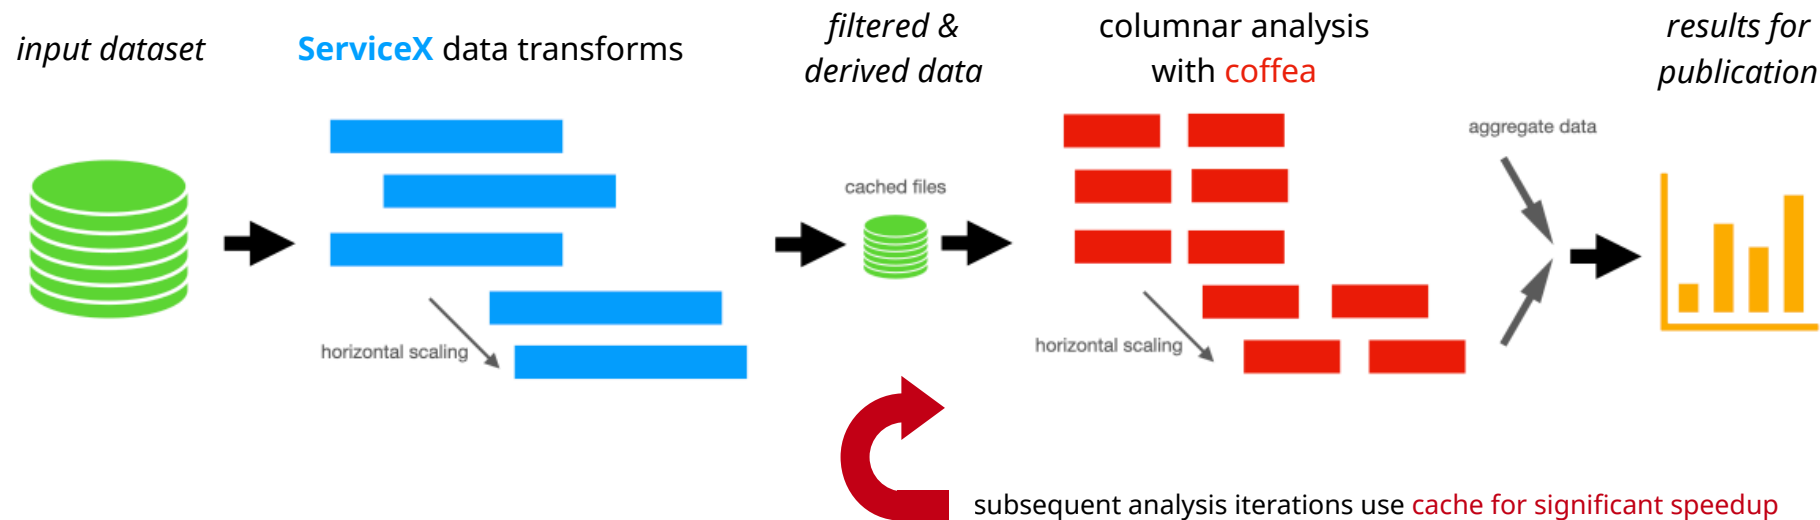 input dataset
ServiceX data transforms
filtered &
derived data
columnar analysis
with coffea
results for
publication
aggregate data
cached files
horizontal scaling
horizontal scaling
subsequent analysis iterations use cache for significant speedup